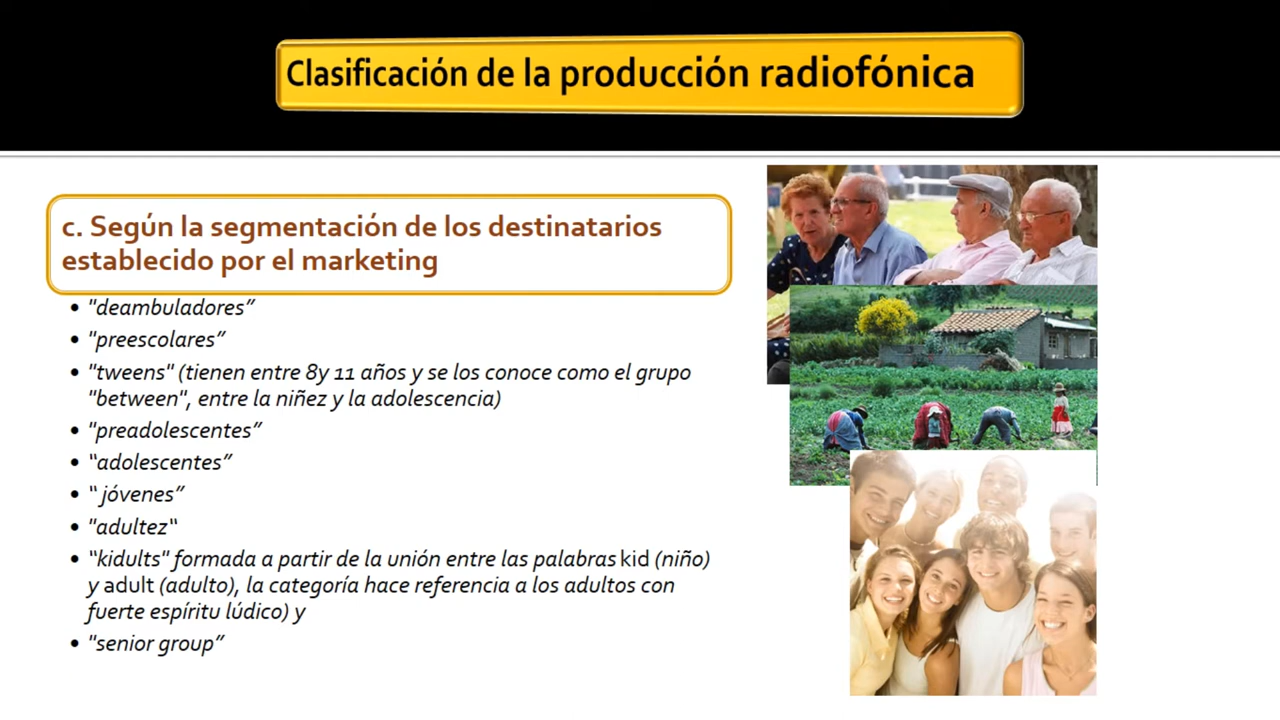 Clasificación de la producción radiofónica
c. Según la segmentación de los destinatarios
establecido por el marketing
• "deambuladores"
• "preescolares"
• "tweens" (tienen entre 8y 11 años y se los conoce como el grupo
"between", entre la niñez y la adolescencia)
• "preadolescentes"
• "adolescentes"
• " jóvenes"
• "adultez"
• "kidults" formada a partir de la unión entre las palabras kid (niño)
y adult (adulto), la categoría hace referencia a los adultos con
fuerte espíritu lúdico) y
• "senior group"